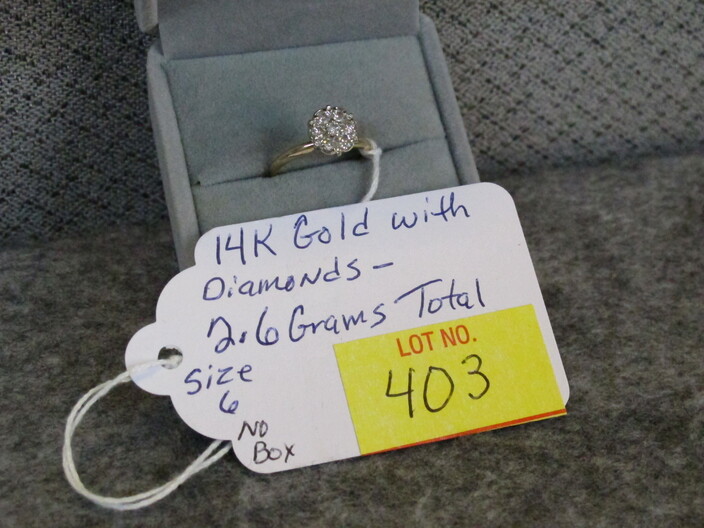 14K Gold with
Diamonds -
2.6 Grams Total
Size
6
No
Box
LOT NO.
403